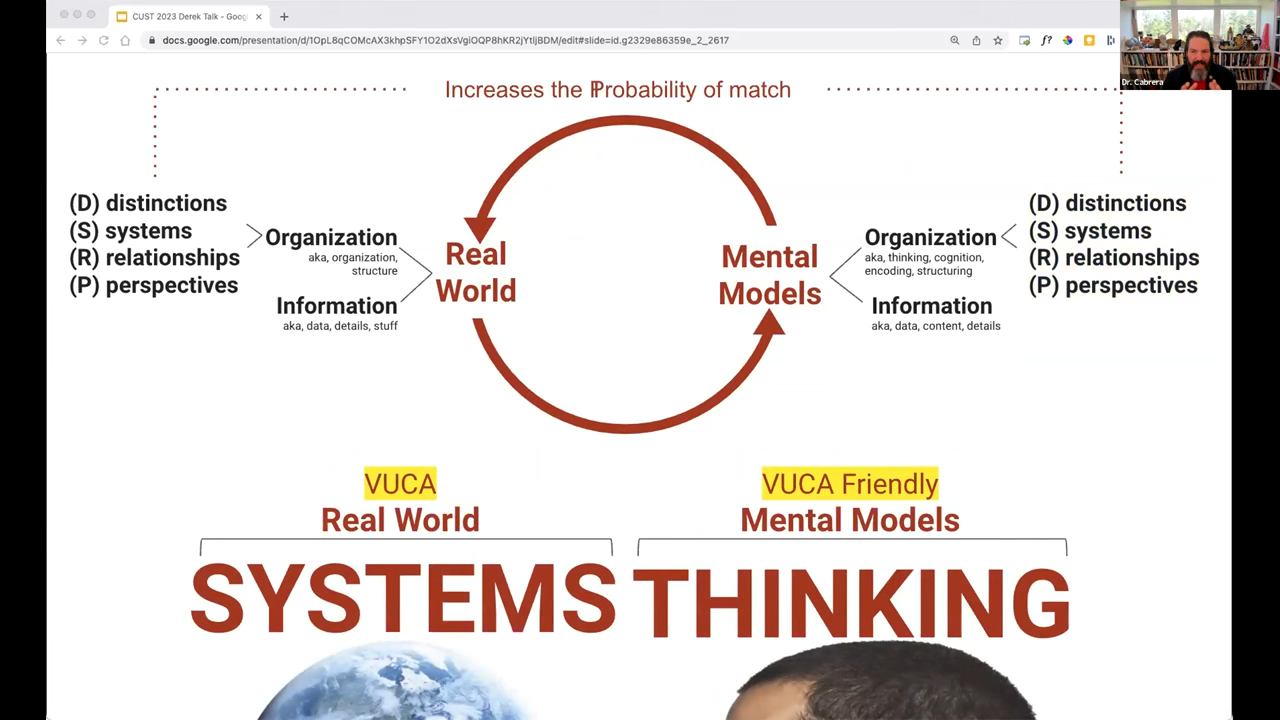 CUST 2023 Derek Talk - Goog
docs.google.com/presentation/d/1OpL8qCOMcAX3khpSFY1O2dXsVgiOQP8hKR2jYtljBDM/edit#slide=id.g2329e86359e_2_2617
f?
Dr. Cabrera
Increases the Probability of match
(D) distinctions
(S) systems
(R) relationships
(P) perspectives
Organization
aka, organization,
structure
Information
aka, data, details, stuff
Real
World
Mental
Models
Organization
aka, thinking, cognition,
encoding, structuring
Information
aka, data, content, details
(D) distinctions
(S) systems
(R) relationships
(P) perspectives
VUCA
Real World
VUCA Friendly
Mental Models
SYSTEMS THINKING